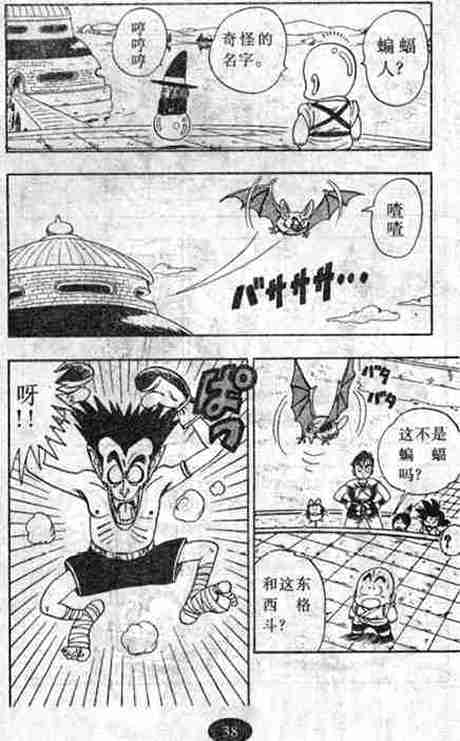 蝙蝠
人?
奇怪的
名字。
哼
哼
哼
喳
喳
バサササ…
バタ
バタ
这不是
蝙 蝠
吗?
?
和这东
西 格
斗?
ぱっ
呀
!!
38